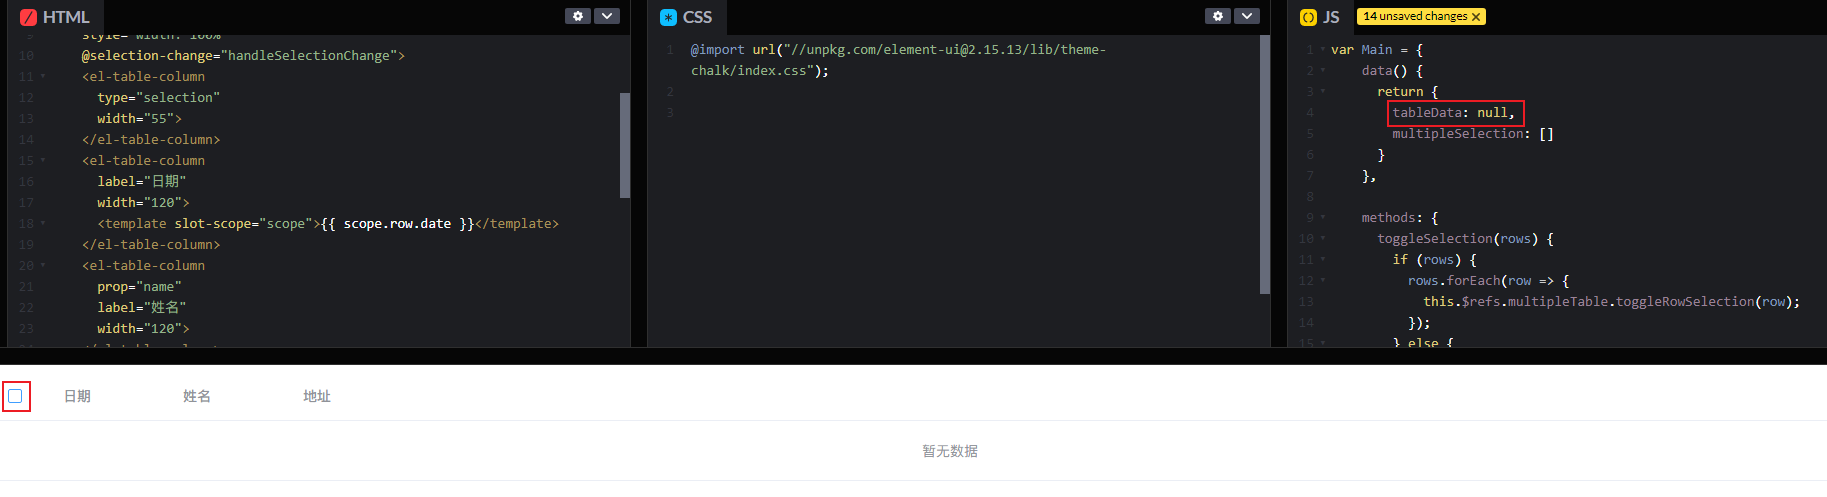 HTML
style="width: 100%"
10 @selection-change="handleSelectionChange">
11 <el-table-column
12 type="selection"
13 width="55">
14 </el-table-column>
15 <el-table-column
16 label="日期"
17 width="120">
18 <template slot-scope="scope">{{ scope.row.date }}</template>
19 </el-table-column>
20 <el-table-column
21 prop="name"
22 label="姓名"
23 width="120">
CSS
1 @import url("//unpkg.com/element-ui@2.15.13/lib/theme-
chalk/index.css");
2
3
JS 14 unsaved changes ×
1 var Main = {
2 data() {
3 return {
4 tableData: null,
5 multipleSelection: []
6 }
7 },
8
9 methods: {
10 toggleSelection(rows) {
11 if (rows) {
12 rows.forEach(row => {
13 this.$refs.multipleTable.toggleRowSelection(row);
14 });
15 } else {
日期 姓名 地址
暂无数据